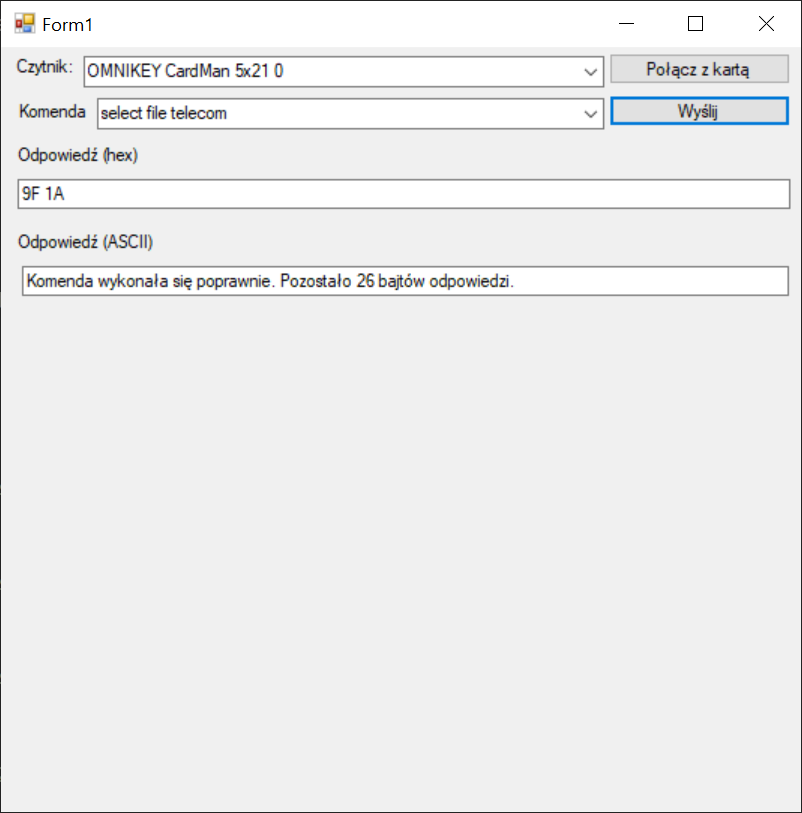 Form1
Czytnik: OMNIKEY CardMan 5x21 0 Połącz z kartą
Komenda select file telecom Wyślij
Odpowiedź (hex)
9F 1A
Odpowiedź (ASCII)
Komenda wykonała się poprawnie. Pozostało 26 bajtów odpowiedzi.